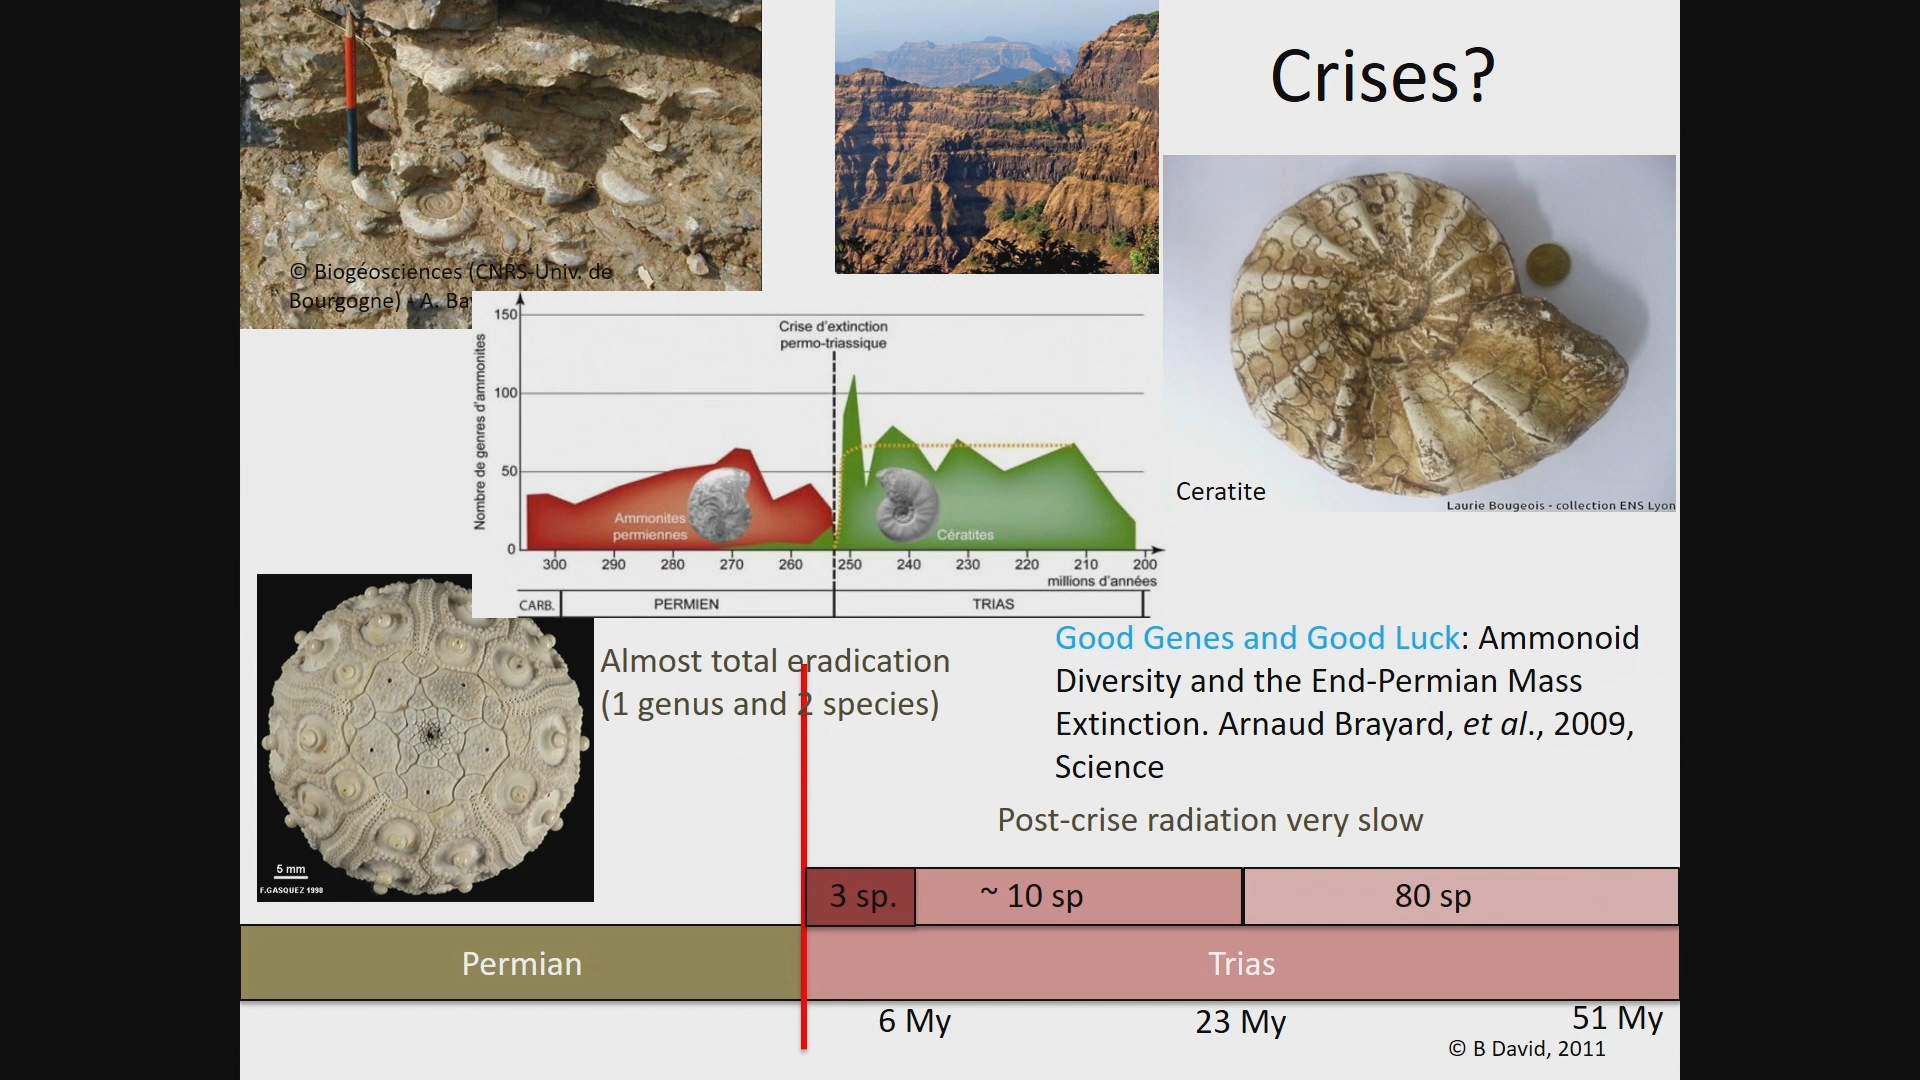 Crises?
© Biogéosciences (CNRS-Univ. de
Bourgogne) - A. Ba
Ceratite
Laurie Bougeois - collection ENS Lyon
Nombre de genres d'ammonites
150
100
50
0
Crise d'extinction
permo-triassique
Ammonites
permiennes
Cératites
300 290 280 270 260 250 240 230 220 210 200
millions d'années
CARB. PERMIEN TRIAS
5 mm
F.GASQUEZ 1998
Almost total eradication
(1 genus and 2 species)
Good Genes and Good Luck: Ammonoid
Diversity and the End-Permian Mass
Extinction. Arnaud Brayard, et al., 2009,
Science
Post-crise radiation very slow
3 sp. ~ 10 sp 80 sp
Permian Trias
6 My 23 My 51 My
© B David, 2011